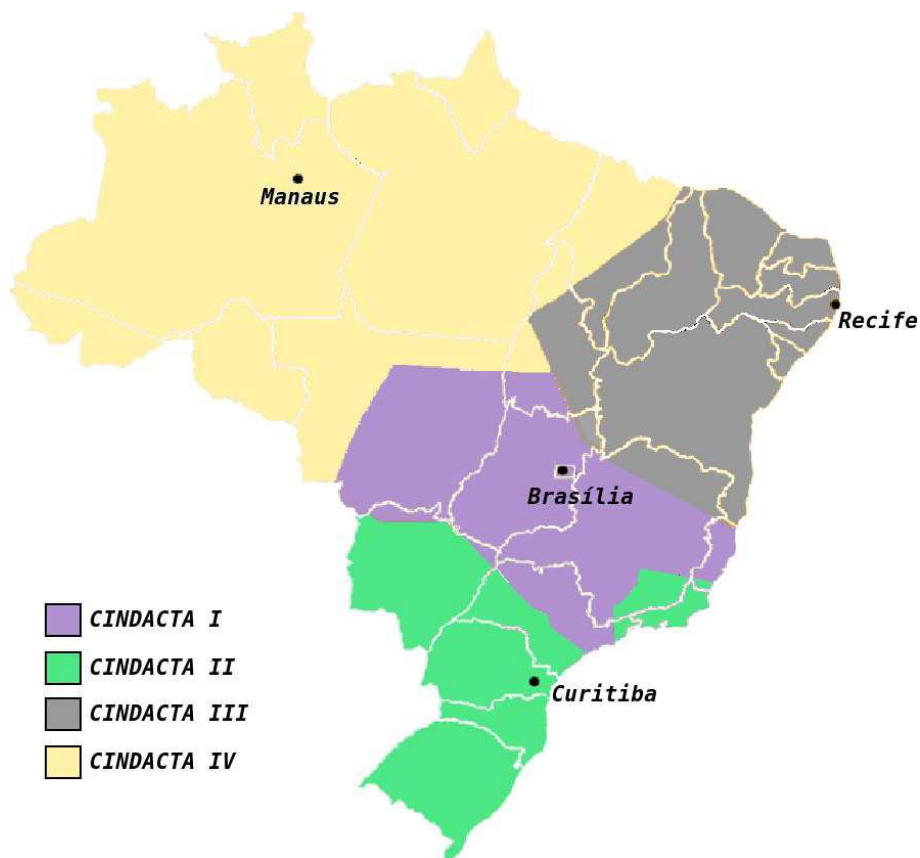 Manaus
Recife
Brasília
Curitiba
CINDACTA I
CINDACTA II
CINDACTA III
CINDACTA IV